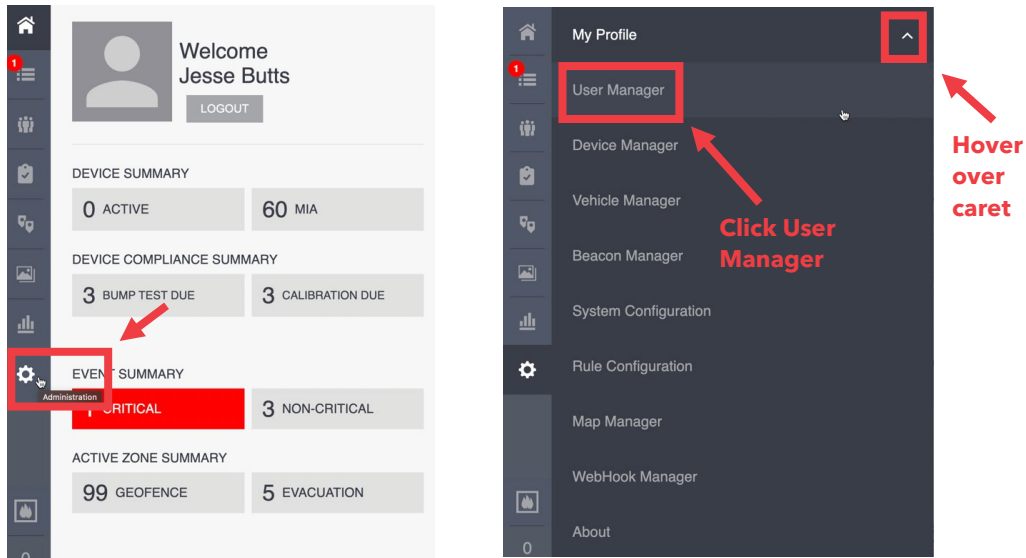 1
Welcome
Jesse Butts
LOGOUT
DEVICE SUMMARY
0 ACTIVE
60 MIA
DEVICE COMPLIANCE SUMMARY
3 BUMP TEST DUE
3 CALIBRATION DUE
EVENT SUMMARY
Administration
1 CRITICAL
3 NON-CRITICAL
ACTIVE ZONE SUMMARY
99 GEOFENCE
5 EVACUATION
0
1
My Profile
User Manager
Device Manager
Vehicle Manager
Beacon Manager
System Configuration
Rule Configuration
Map Manager
WebHook Manager
About
0
Click User
Manager
Hover
over
caret